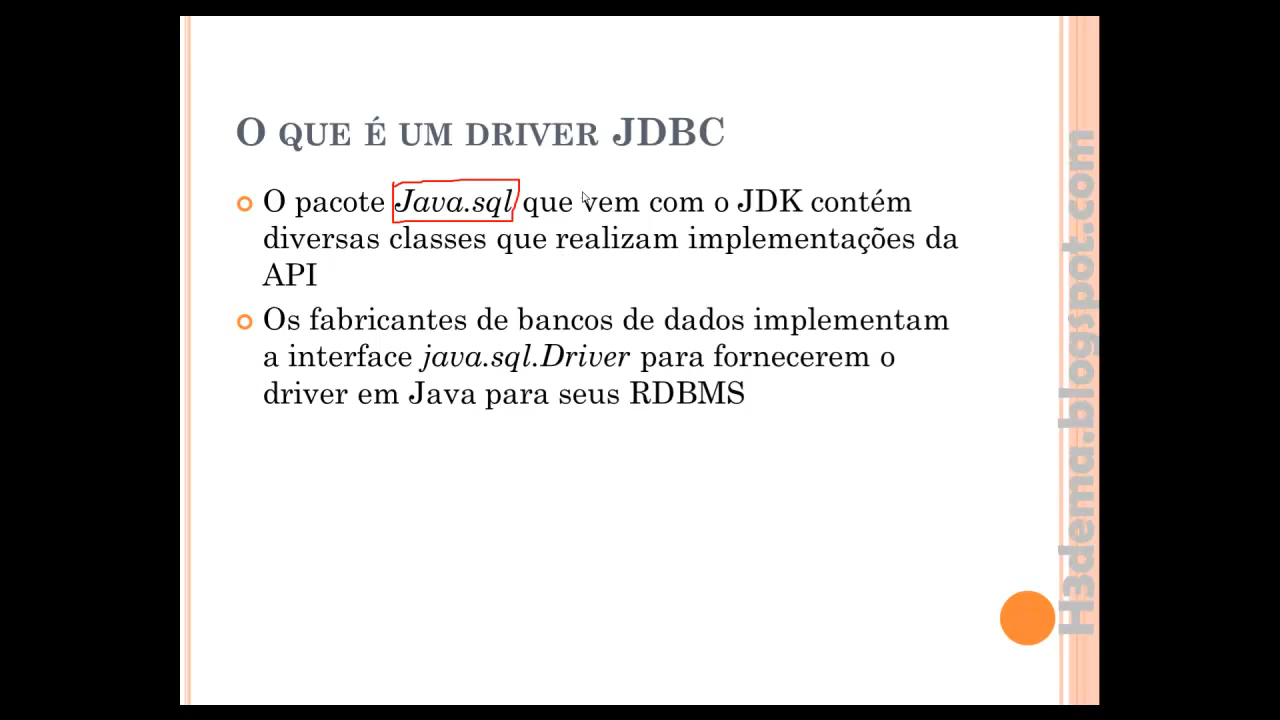 O QUE É UM DRIVER JDBC
O pacote Java.sql que vem com o JDK contém
diversas classes que realizam implementações da
API
Os fabricantes de bancos de dados implementam
a interface java.sql.Driver para fornecerem o
driver em Java para seus RDBMS
H3dema.blogspot.com